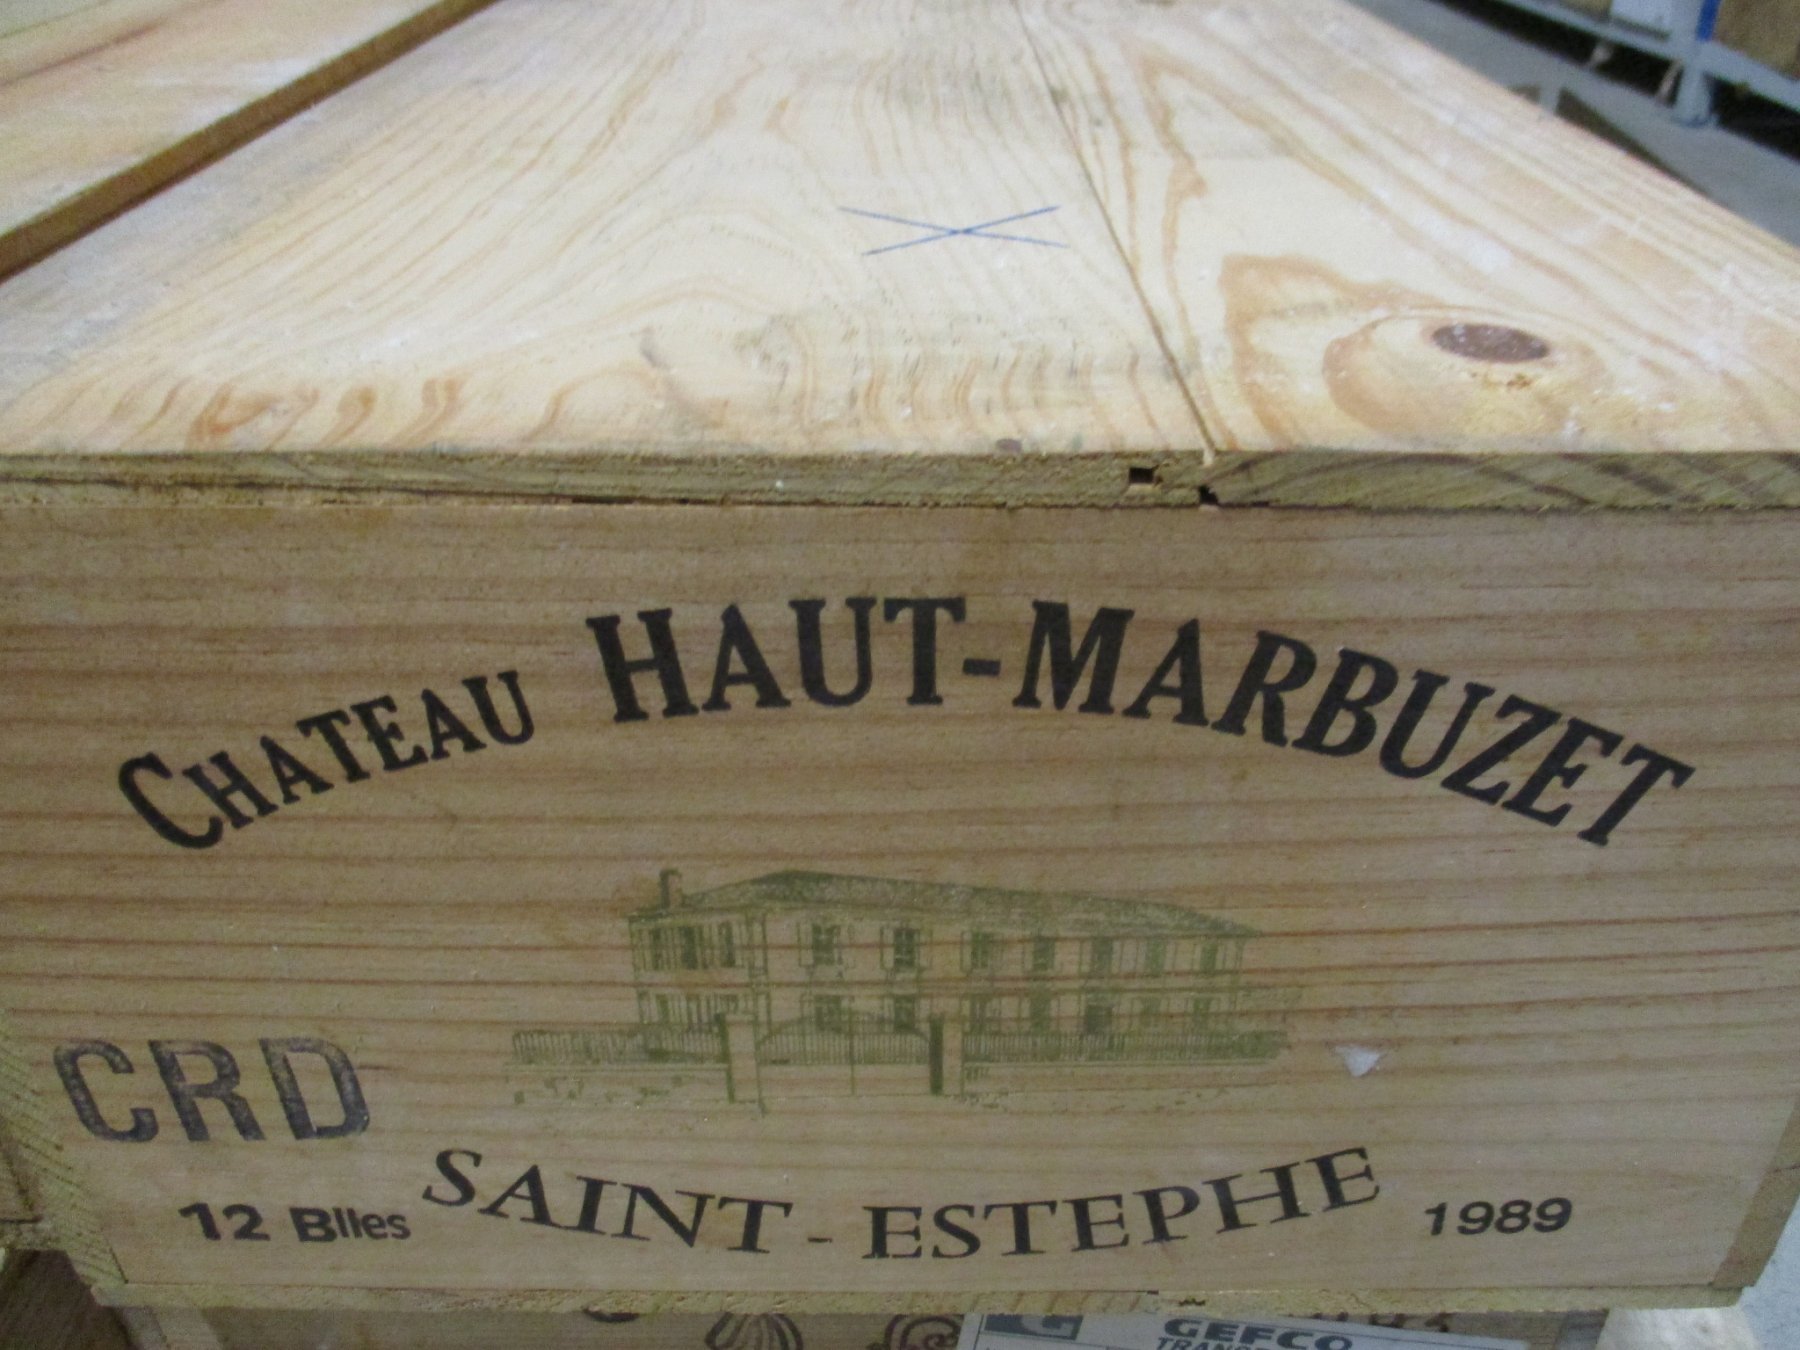 CHATEAU HAUT-MARBUZET
CRD
SAINT-ESTEPHE
12 Blles
1989
GEFCO